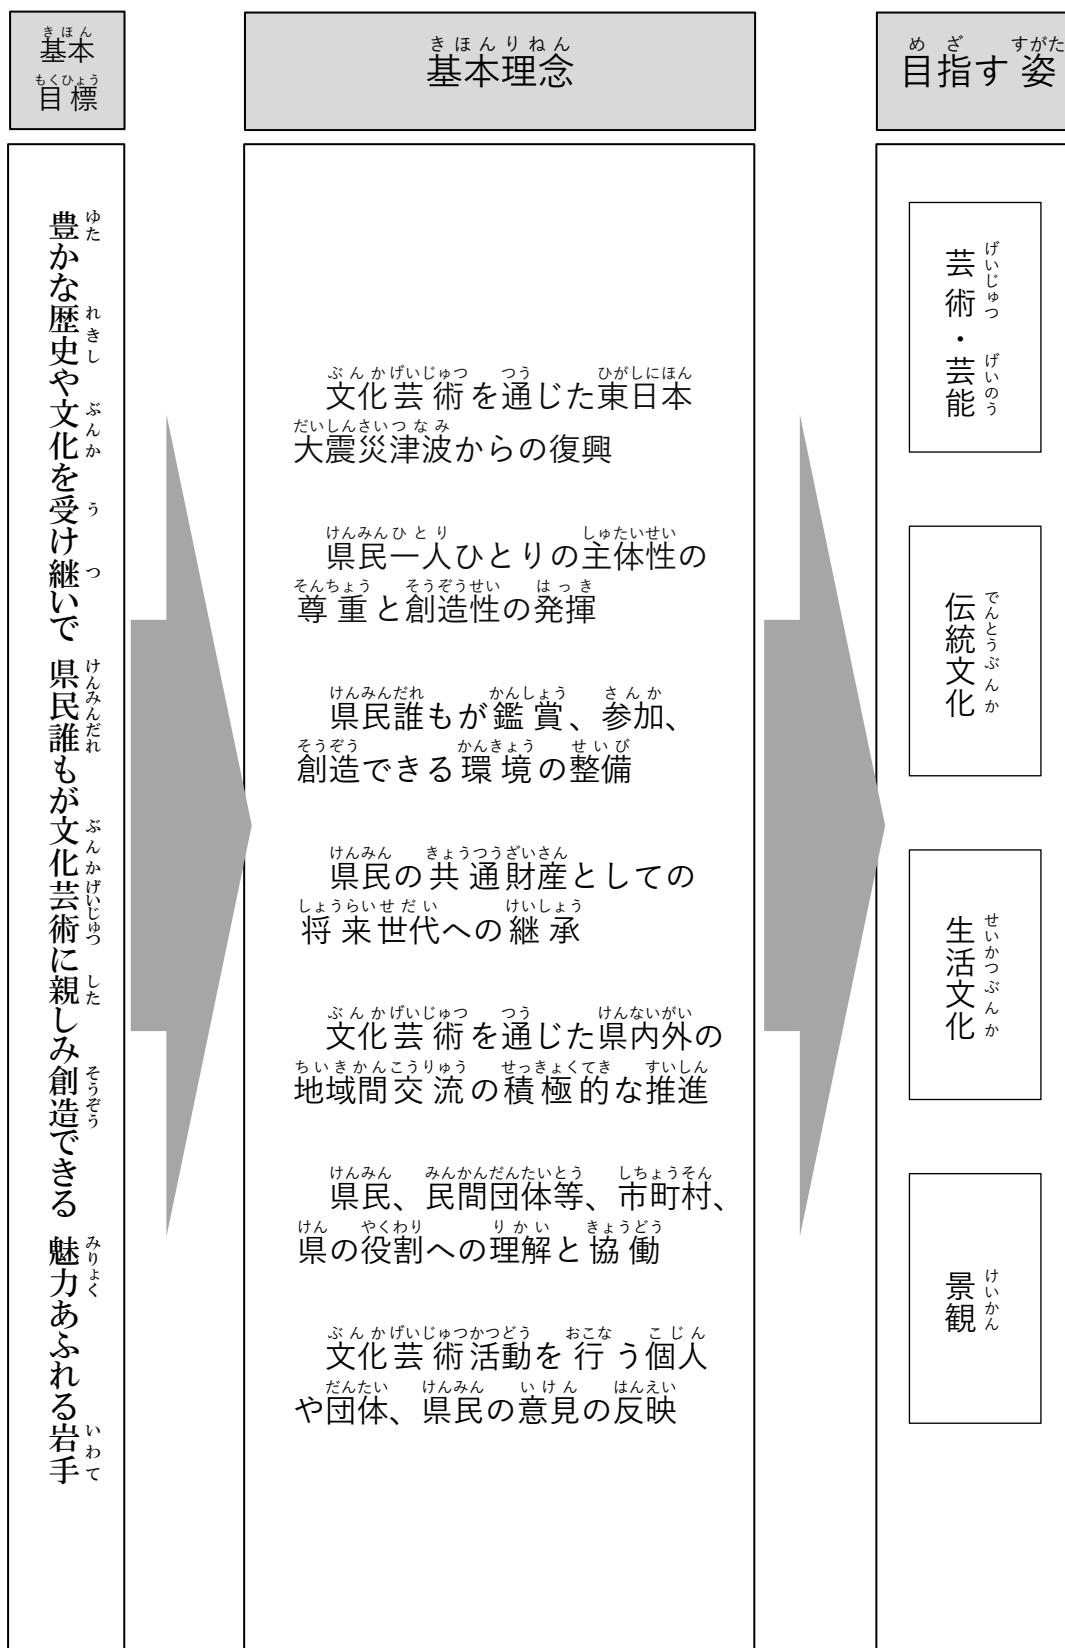 基本
目標
豊かな歴史や文化を受け継いで 県民誰もが文化芸術に親しみ創造できる 魅力あふれる岩手
基本理念
文化芸術を通じた東日本
大震災津波からの復興
県民一人ひとりの主体性の
尊重と創造性の発揮
県民誰もが鑑賞、参加、
創造できる環境の整備
県民の共通財産としての
将来世代への継承
文化芸術を通じた県内外の
地域間交流の積極的な推進
県民、民間団体等、市町村、
県の役割への理解と協働
文化芸術活動を行う個人
や団体、県民の意見の反映
目指す姿
芸術・芸能
伝統文化
生活文化
景観